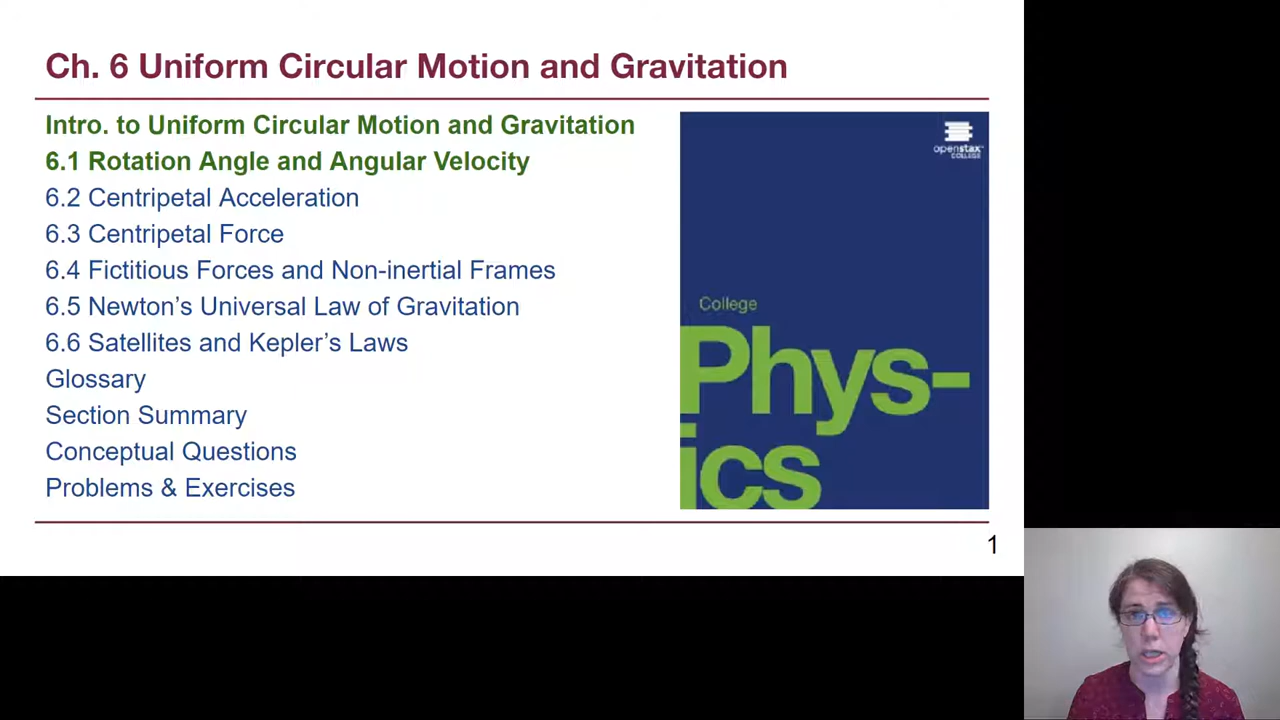 Ch. 6 Uniform Circular Motion and Gravitation
Intro. to Uniform Circular Motion and Gravitation
6.1 Rotation Angle and Angular Velocity
6.2 Centripetal Acceleration
6.3 Centripetal Force
6.4 Fictitious Forces and Non-inertial Frames
6.5 Newton’s Universal Law of Gravitation
6.6 Satellites and Kepler’s Laws
Glossary
Section Summary
Conceptual Questions
Problems & Exercises
openstax™
COLLEGE
College
Phys-
ics
1